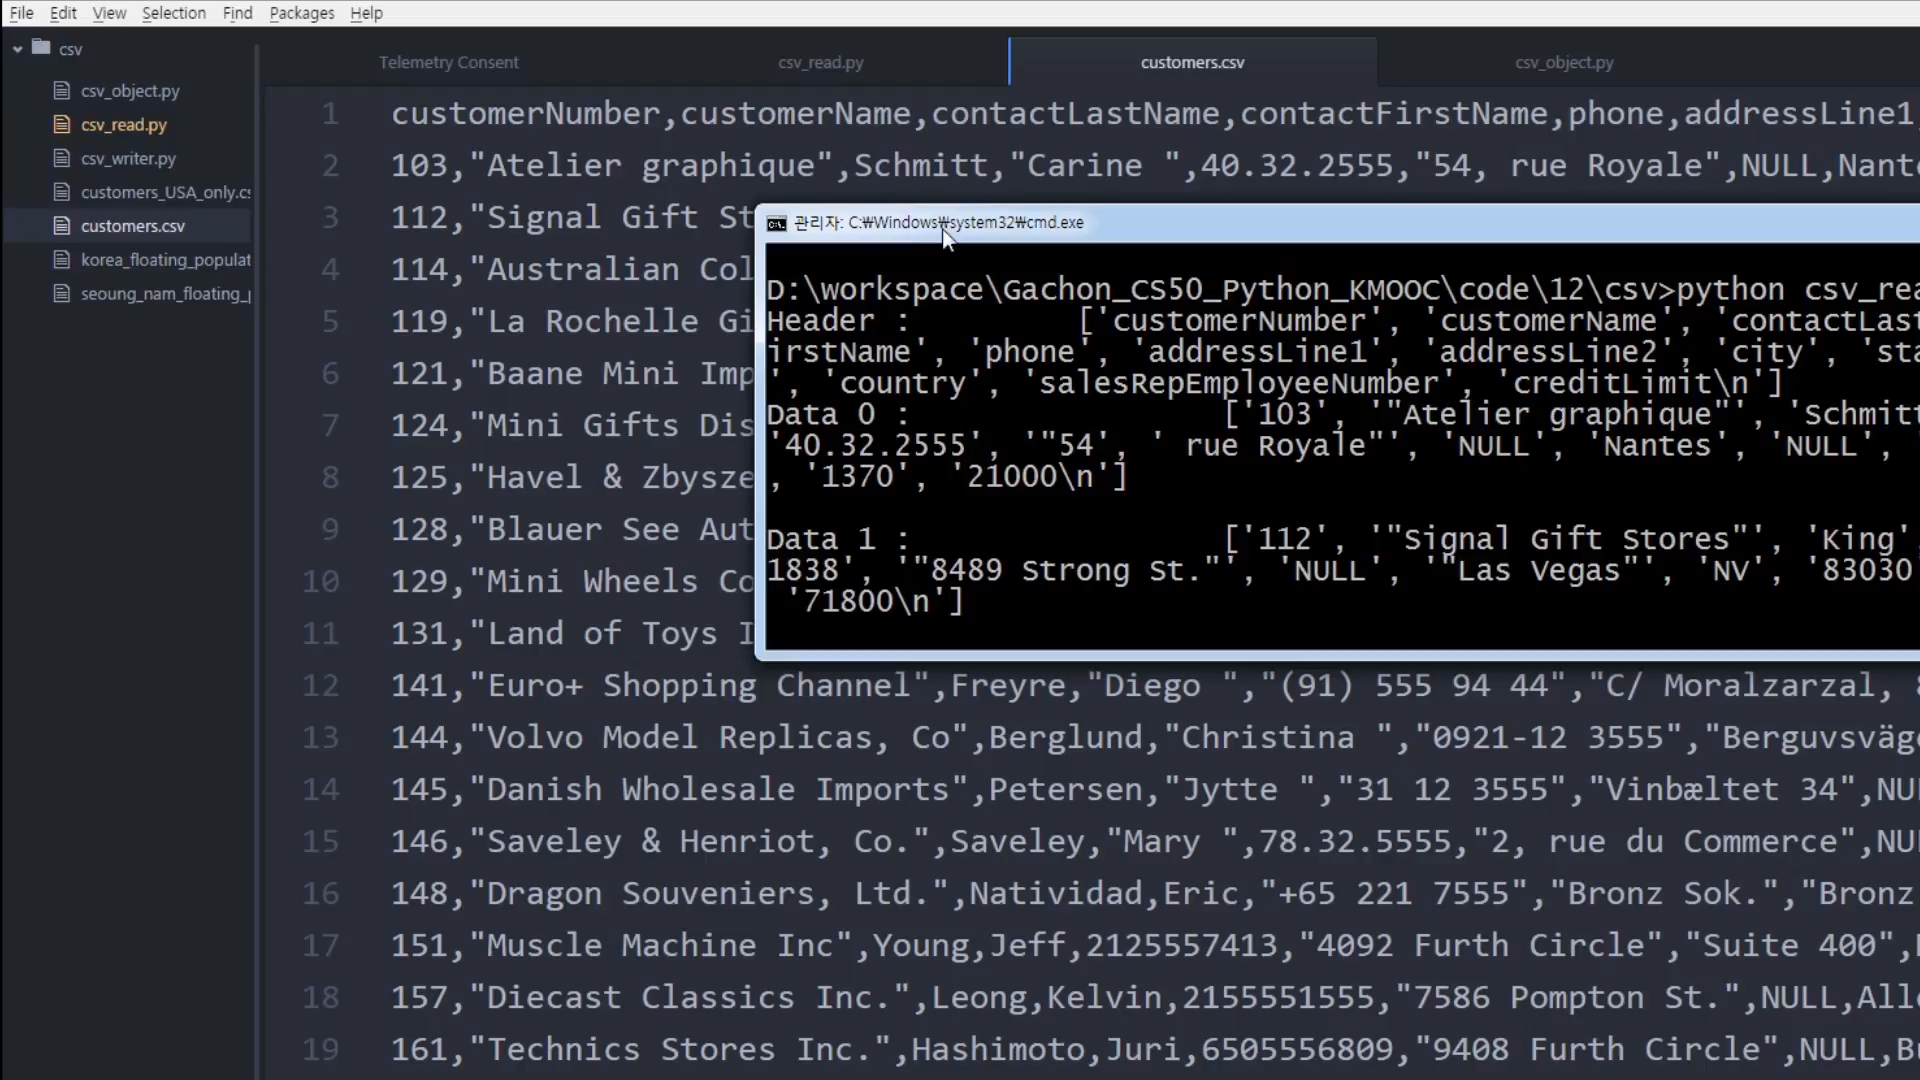 File Edit View Selection Find Packages Help
csv
csv_object.py
csv_read.py
csv_writer.py
customers_USA_only.cs
customers.csv
korea_floating_populat
seoung_nam_floating_p
Telemetry Consent csv_read.py customers.csv csv_object.py
1 customerNumber,customerName,contactLastName,contactFirstName,phone,addressLine1
2 103,"Atelier graphique",Schmitt,"Carine ",40.32.2555,"54, rue Royale",NULL,Nante
3 112,"Signal Gift St
4 114,"Australian Col
5 119,"La Rochelle Gi
6 121,"Baane Mini Imp
7 124,"Mini Gifts Dis
8 125,"Havel & Zbysze
9 128,"Blauer See Aut
10 129,"Mini Wheels Co
11 131,"Land of Toys I
12 141,"Euro+ Shopping Channel",Freyre,"Diego ","(91) 555 94 44","C/ Moralzarzal,
13 144,"Volvo Model Replicas, Co",Berglund,"Christina ","0921-12 3555","Berguvsväge
14 145,"Danish Wholesale Imports",Petersen,"Jytte ","31 12 3555","Vinbæltet 34",NU
15 146,"Saveley & Henriot, Co.",Saveley,"Mary ",78.32.5555,"2, rue du Commerce",NU
16 148,"Dragon Souveniers, Ltd.",Natividad,Eric,"+65 221 7555","Bronz Sok.","Bronz
17 151,"Muscle Machine Inc",Young,Jeff,2125557413,"4092 Furth Circle","Suite 400",
18 157,"Diecast Classics Inc.",Leong,Kelvin,2155551555,"7586 Pompton St.",NULL,Alle
19 161,"Technics Stores Inc.",Hashimoto,Juri,6505556809,"9408 Furth Circle",NULL,Bu
관리자: C:₩Windows₩system32₩cmd.exe
D:\workspace\Gachon_CS50_Python_KMOOC\code\12\csv>python csv_rea
Header : ['customerNumber', 'customerName', 'contactLast
irstName', 'phone', 'addressLine1', 'addressLine2', 'city', 'sta
', 'country', 'salesRepEmployeeNumber', 'creditLimit\n']
Data 0 : ['103', '"Atelier graphique"', 'Schmitt
'40.32.2555', '"54', ' rue Royale"', 'NULL', 'Nantes', 'NULL',
, '1370', '21000\n']
Data 1 : ['112', '"Signal Gift Stores"', 'King'
1838', '"8489 Strong St."', 'NULL', '"Las Vegas"', 'NV', '83030
'71800\n']